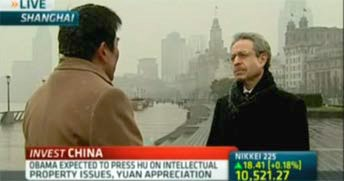 LIVE
SHANGHAI
INVEST CHINA
OBAMA EXPECTED TO PRESS HU ON INTELLECTUAL
PROPERTY ISSUES, YUAN APPRECIATION
NIKKEI 225
18.41 (+0.18%)
10,521.27